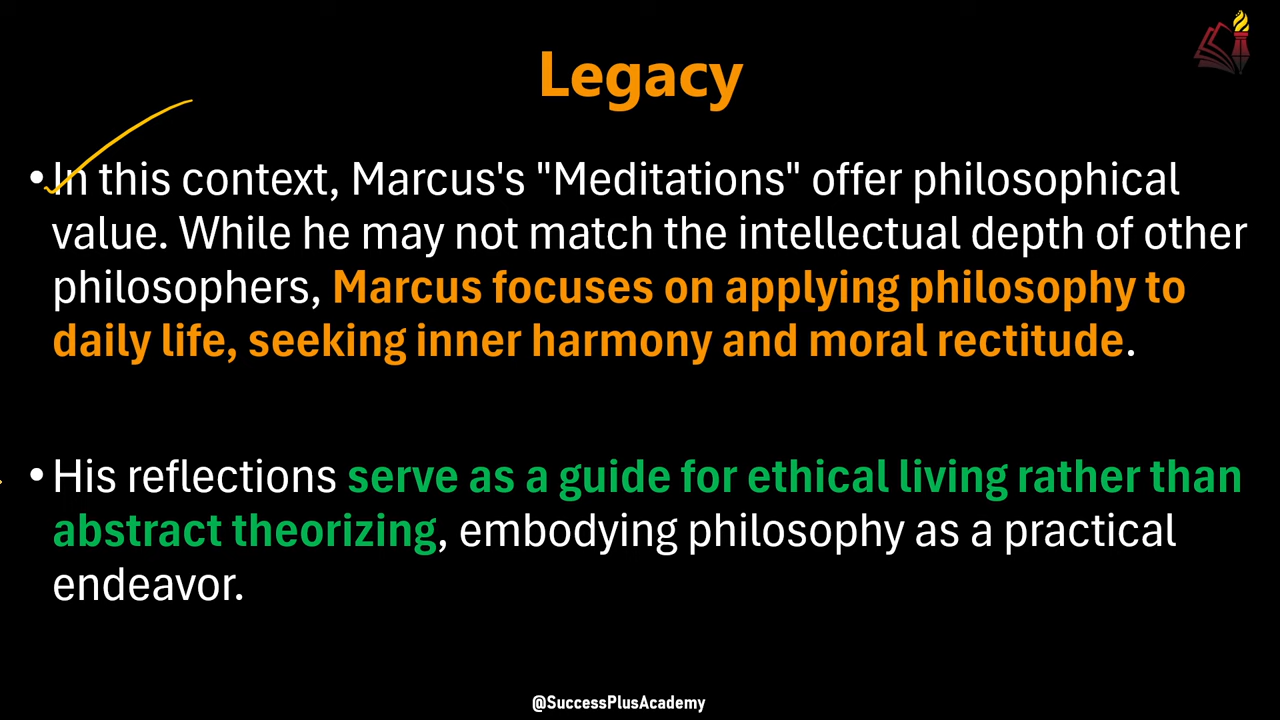 Legacy
•In this context, Marcus's "Meditations" offer philosophical
value. While he may not match the intellectual depth of other
philosophers, Marcus focuses on applying philosophy to
daily life, seeking inner harmony and moral rectitude.
•His reflections serve as a guide for ethical living rather than
abstract theorizing, embodying philosophy as a practical
endeavor.
@SuccessPlusAcademy